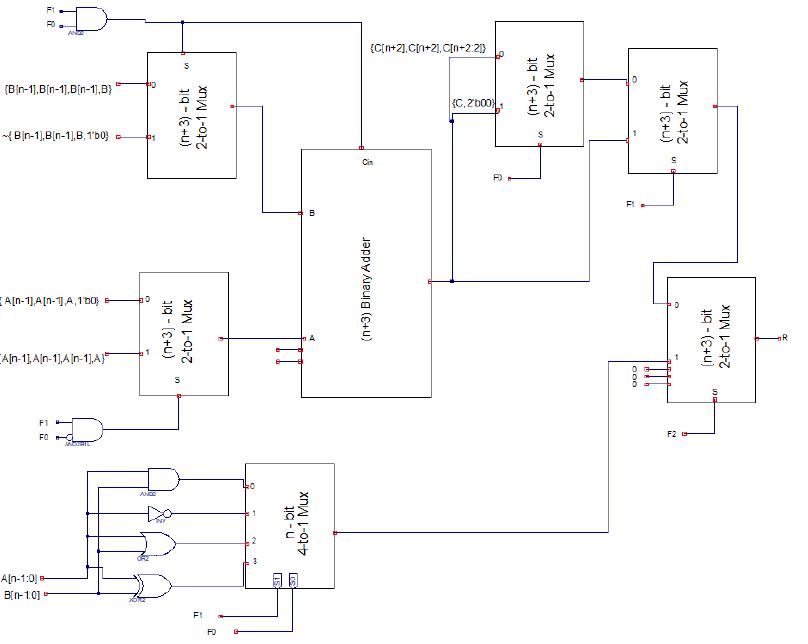 F1
F0
AND2
S
{B[n-1],B[n-1],B[n-1],B}
0
~{ B[n-1],B[n-1],B,1'b0}
1
(n+3) - bit
2-to-1 Mux
{C[n+2],C[n+2],C[n+2:2]}
0
{C,2'b00}
1
(n+3) - bit
2-to-1 Mux
S
F0
0
1
(n+3) - bit
2-to-1 Mux
S
F1
Cin
B
A
(n+3) Binary Adder
{ A[n-1],A[n-1],A,1'b0}
0
A[n-1],A[n-1],A[n-1],A}
1
(n+3) - bit
2-to-1 Mux
S
F1
F0
0
1
0
0
0
(n+3) - bit
2-to-1 Mux
S
R
F2
AND2
INV
OR2
XOR2
A[n-1:0]
B[n-1:0]
0
1
2
3
n - bit
4-to-1 Mux
S1
S0
F1
F0